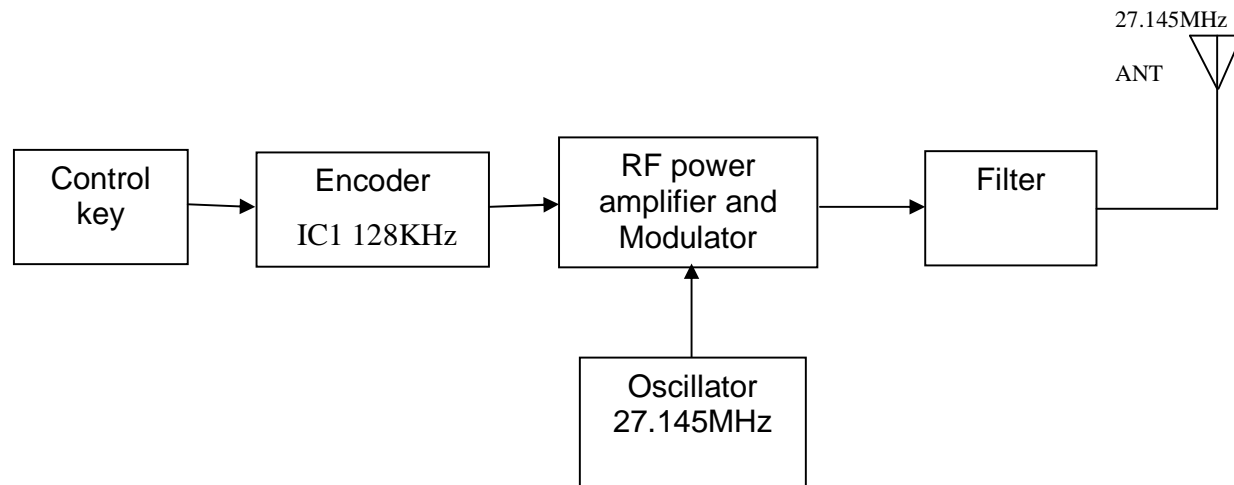 27.145MHz
ANT
Control
key
Encoder
IC1 128KHz
RF power
amplifier and
Modulator
Filter
Oscillator
27.145MHz